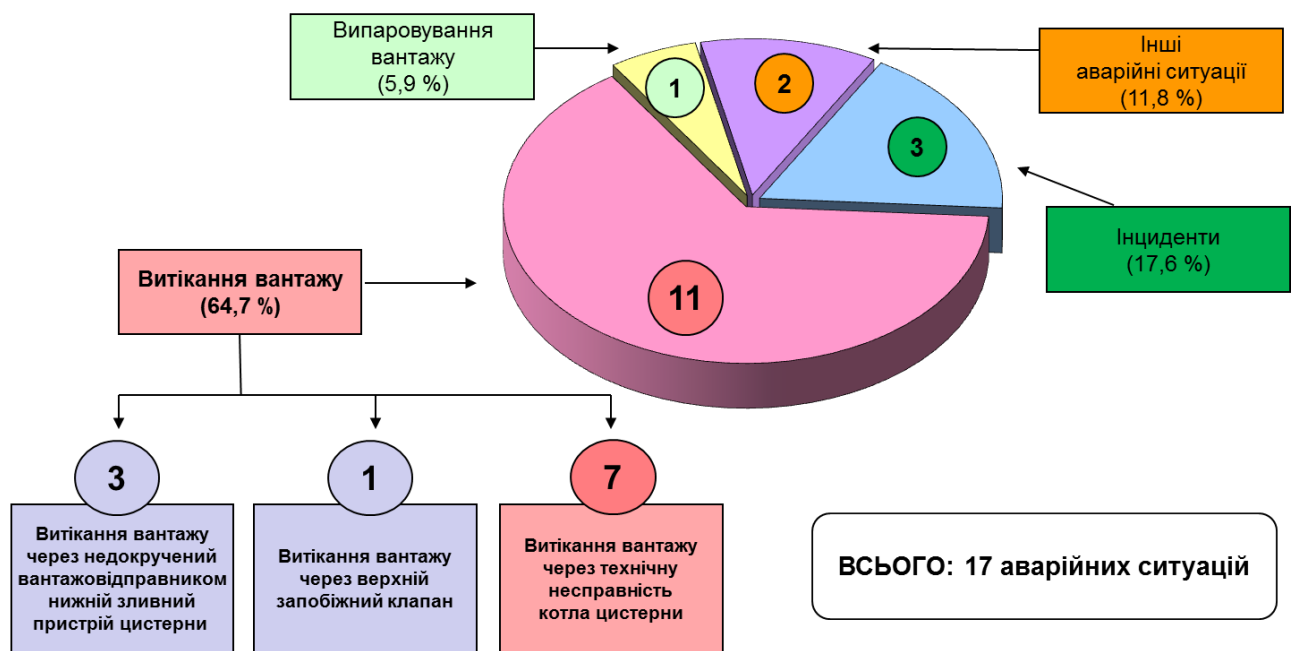 Випаровування
вантажу
(5,9 %)
1
2
3
11
Інші
аварійні ситуації
(11,8 %)
Інциденти
(17,6 %)
Витікання вантажу
(64,7 %)
3
Витікання вантажу
через недокручений
вантажовідправником
нижній зливний
пристрій цистерни
1
Витікання вантажу
через верхній
запобіжний клапан
7
Витікання вантажу
через технічну
несправність
котла цистерни
ВСЬОГО: 17 аварійних ситуацій